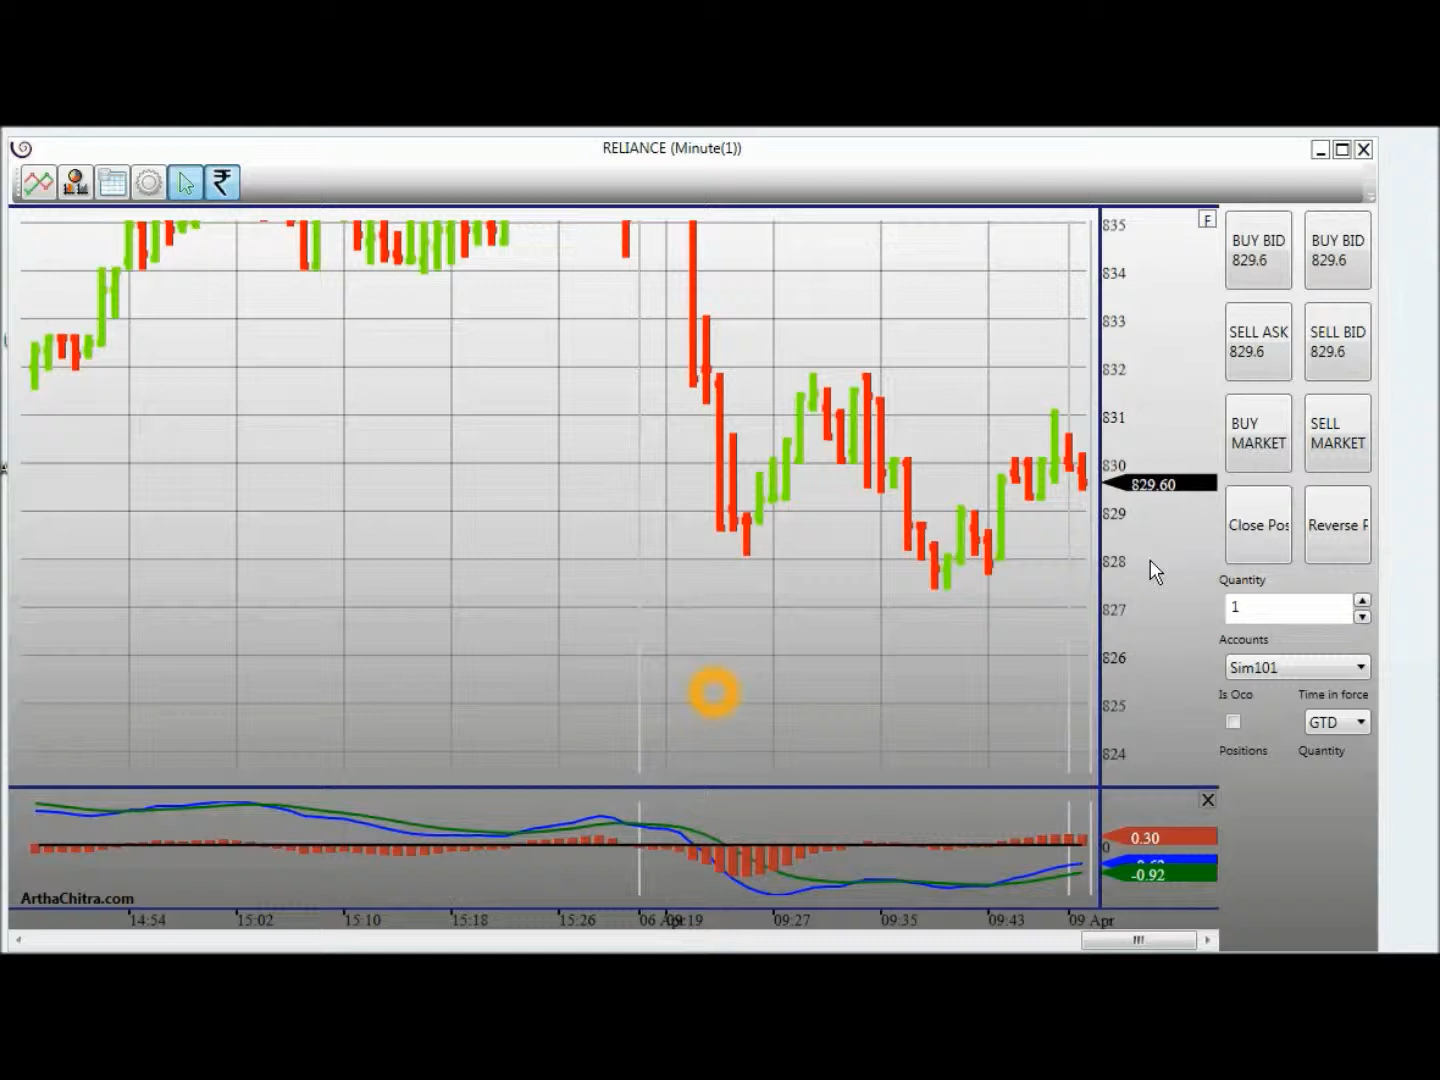 RELIANCE (Minute(1))
₹
F
835
834
833
832
831
830
829.60
829
828
827
826
825
824
BUY BID
829.6
BUY BID
829.6
SELL ASK
829.6
SELL BID
829.6
BUY
MARKET
SELL
MARKET
Close Pos
Reverse P
Quantity
1
Accounts
Sim101
Is Oco
Time in force
GTD
Positions
Quantity
X
0.30
0
-0.92
ArthaChitra.com
14:54
15:02
15:10
15:18
15:26
06
:19
09:27
09:35
09:43
09 Apr